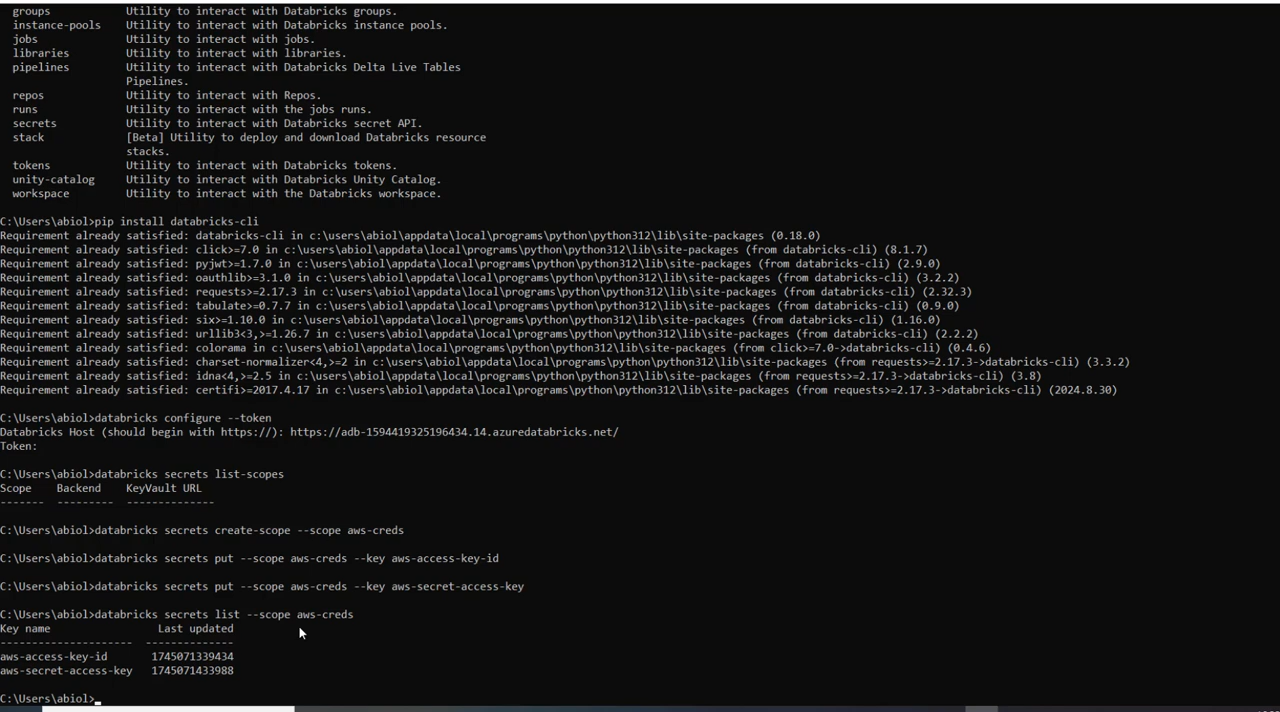 groups Utility to interact with Databricks groups.
instance-pools Utility to interact with Databricks instance pools.
jobs Utility to interact with jobs.
libraries Utility to interact with libraries.
pipelines Utility to interact with Databricks Delta Live Tables
Pipelines.
repos Utility to interact with Repos.
runs Utility to interact with the jobs runs.
secrets Utility to interact with Databricks secret API.
stack [Beta] Utility to deploy and download Databricks resource
stacks.
tokens Utility to interact with Databricks tokens.
unity-catalog Utility to interact with the Databricks Unity Catalog.
workspace Utility to interact with the Databricks workspace.
C:\Users\abiol>pip install databricks-cli
Requirement already satisfied: databricks-cli in c:\users\abiol\appdata\local\programs\python\python312\lib\site-packages (0.18.0)
Requirement already satisfied: click>=7.0 in c:\users\abiol\appdata\local\programs\python\python312\lib\site-packages (from databricks-cli) (8.1.7)
Requirement already satisfied: pyjwt>=1.7.0 in c:\users\abiol\appdata\local\programs\python\python312\lib\site-packages (from databricks-cli) (2.9.0)
Requirement already satisfied: oauthlib>=3.1.0 in c:\users\abiol\appdata\local\programs\python\python312\lib\site-packages (from databricks-cli) (3.2.2)
Requirement already satisfied: requests>=2.17.3 in c:\users\abiol\appdata\local\programs\python\python312\lib\site-packages (from databricks-cli) (2.32.3)
Requirement already satisfied: tabulate>=0.7.7 in c:\users\abiol\appdata\local\programs\python\python312\lib\site-packages (from databricks-cli) (0.9.0)
Requirement already satisfied: six>=1.10.0 in c:\users\abiol\appdata\local\programs\python\python312\lib\site-packages (from databricks-cli) (1.16.0)
Requirement already satisfied: urllib3<3,>=1.26.7 in c:\users\abiol\appdata\local\programs\python\python312\lib\site-packages (from databricks-cli) (2.2.2)
Requirement already satisfied: colorama in c:\users\abiol\appdata\local\programs\python\python312\lib\site-packages (from click>=7.0->databricks-cli) (0.4.6)
Requirement already satisfied: charset-normalizer<4,>=2 in c:\users\abiol\appdata\local\programs\python\python312\lib\site-packages (from requests>=2.17.3->databricks-cli) (3.3.2)
Requirement already satisfied: idna<4,>=2.5 in c:\users\abiol\appdata\local\programs\python\python312\lib\site-packages (from requests>=2.17.3->databricks-cli) (3.8)
Requirement already satisfied: certifi>=2017.4.17 in c:\users\abiol\appdata\local\programs\python\python312\lib\site-packages (from requests>=2.17.3->databricks-cli) (2024.8.30)
C:\Users\abiol>databricks configure --token
Databricks Host (should begin with https://): https://adb-1594419325196434.14.azuredatabricks.net/
Token:
C:\Users\abiol>databricks secrets list-scopes
Scope Backend KeyVault URL
------- --------- --------------
C:\Users\abiol>databricks secrets create-scope --scope aws-creds
C:\Users\abiol>databricks secrets put --scope aws-creds --key aws-access-key-id
C:\Users\abiol>databricks secrets put --scope aws-creds --key aws-secret-access-key
C:\Users\abiol>databricks secrets list --scope aws-creds
Key name Last updated
--------------------- --------------
aws-access-key-id 1745071339434
aws-secret-access-key 1745071433988
C:\Users\abiol>